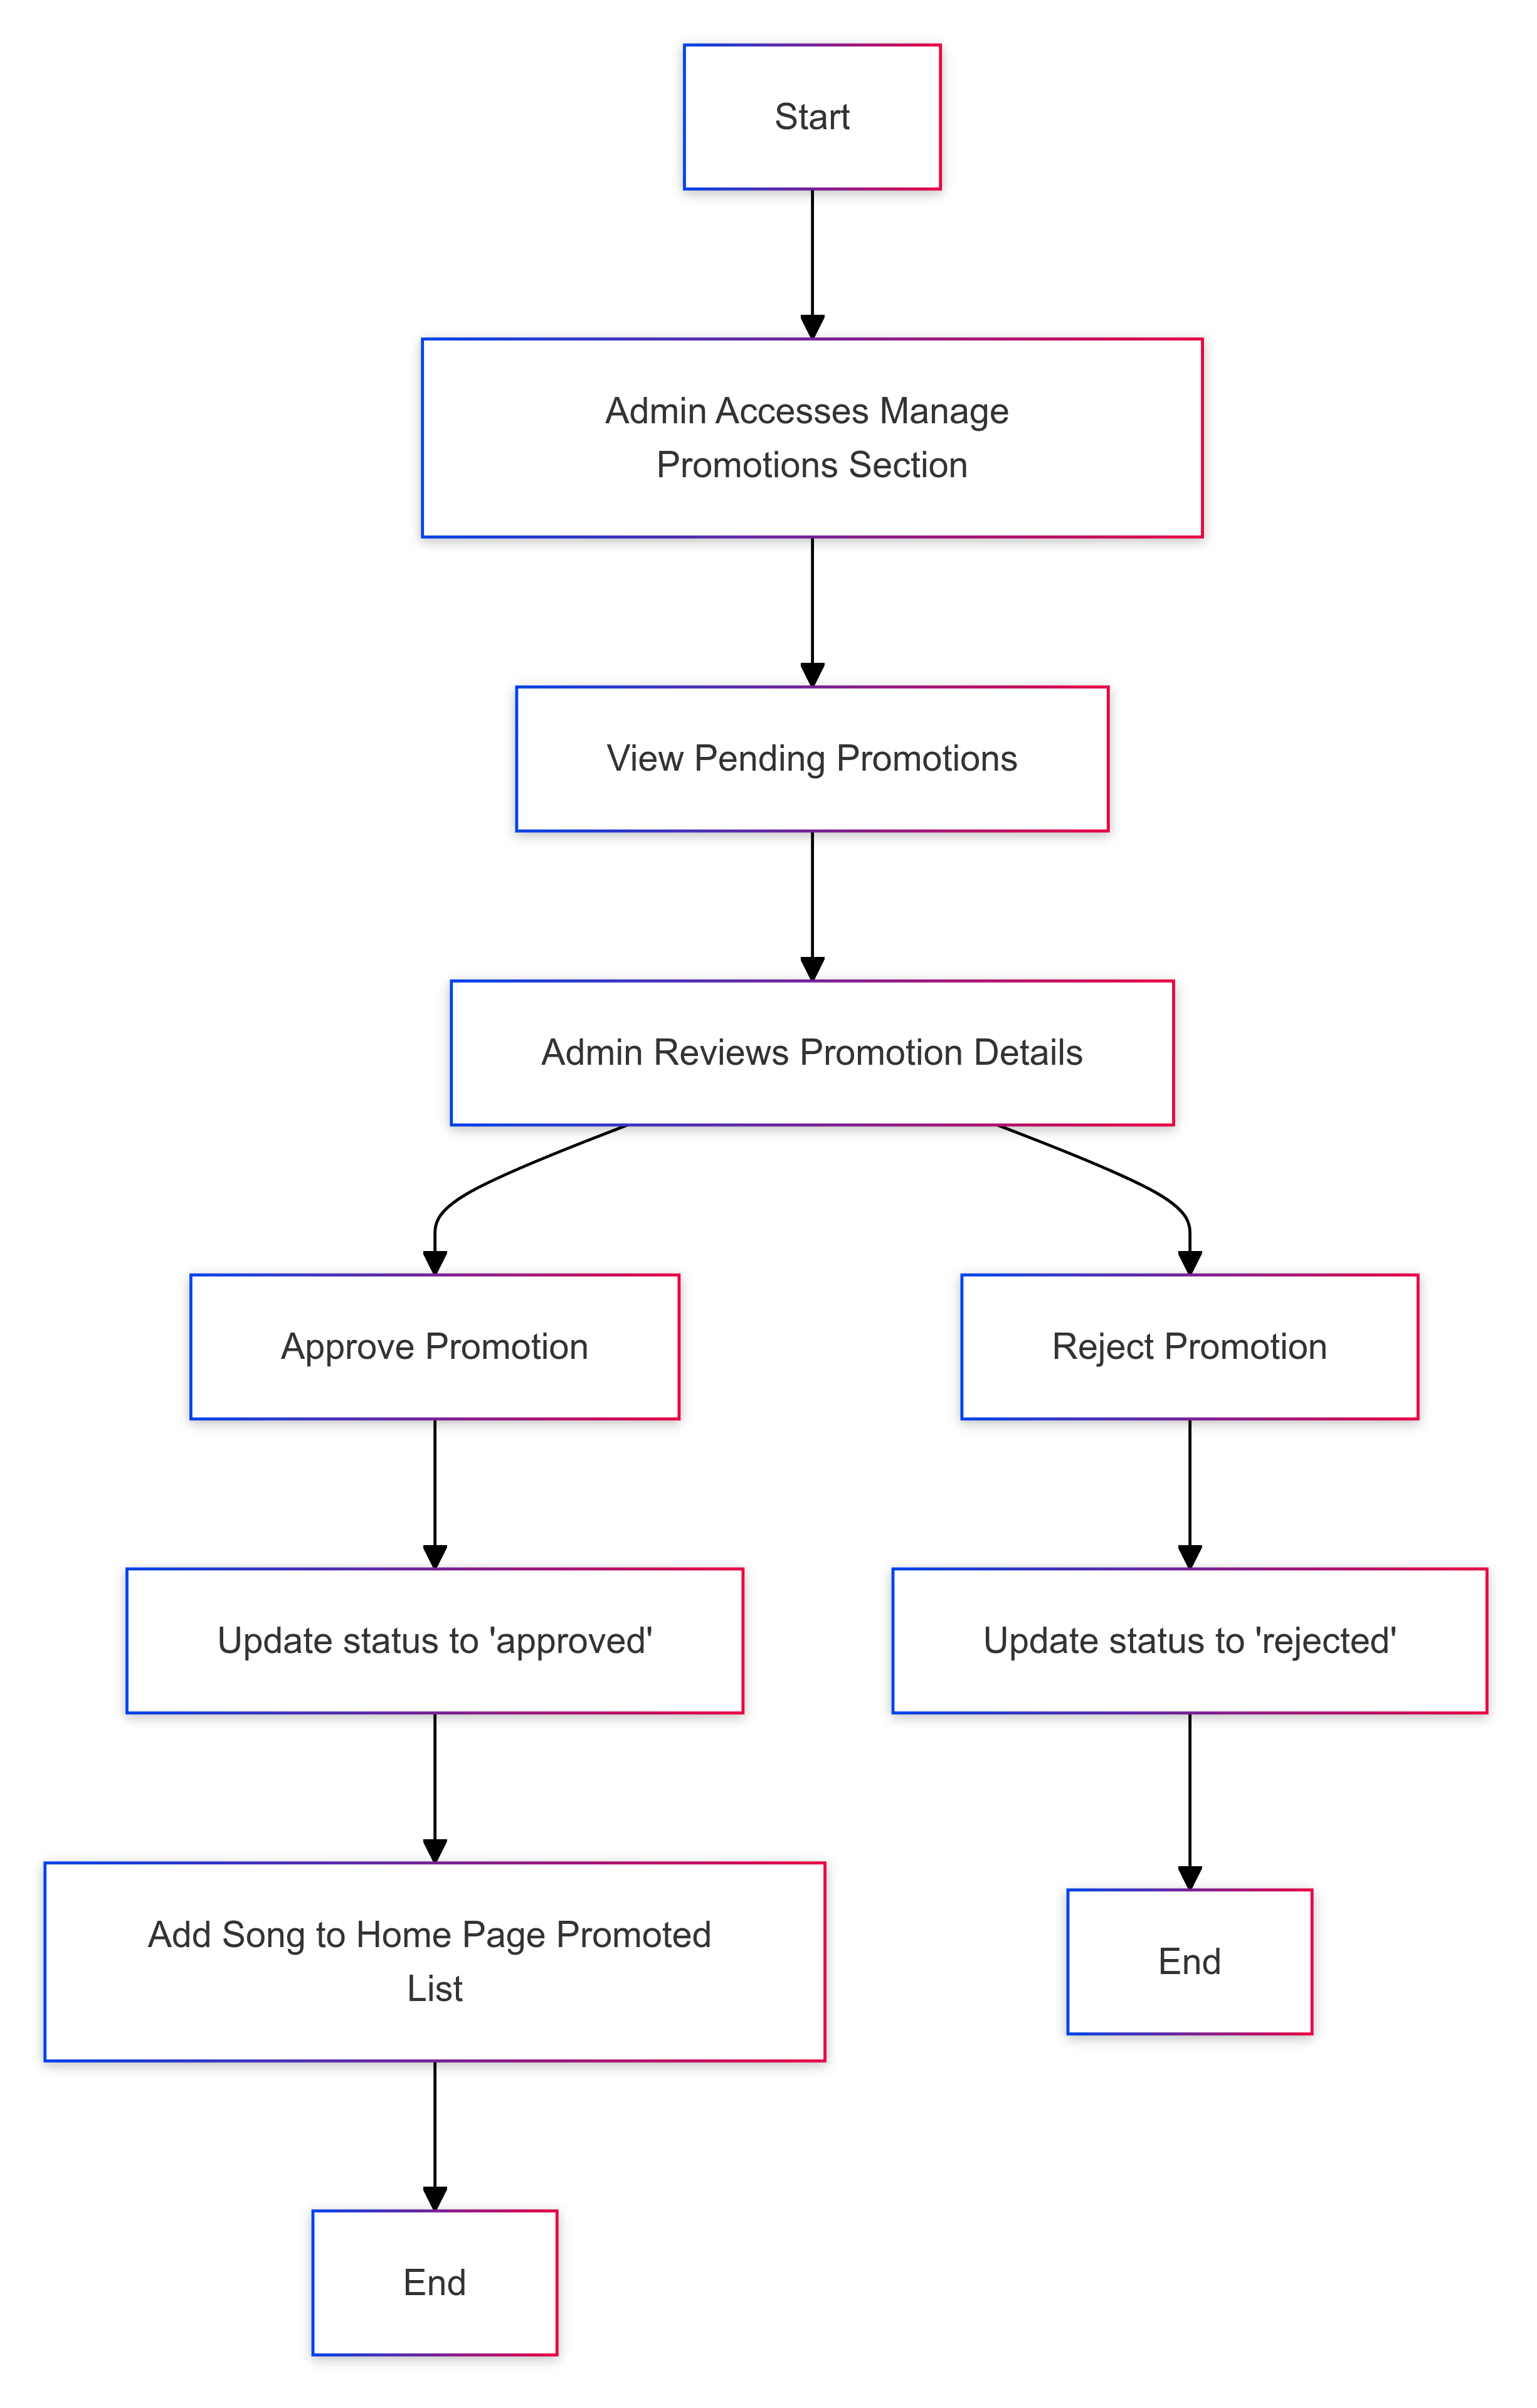 Start
Admin Accesses Manage
Promotions Section
View Pending Promotions
Admin Reviews Promotion Details
Approve Promotion
Reject Promotion
Update status to 'approved'
Update status to 'rejected'
Add Song to Home Page Promoted
List
End
End